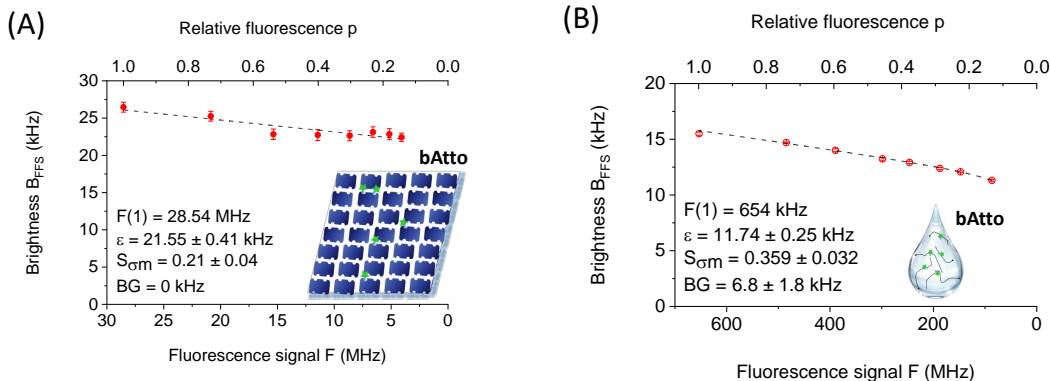 (A)
Relative fluorescence p
1.0 0.8 0.6 0.4 0.2 0.0
30
25
20
15
10
5
0
Brightness B_FFS (kHz)
bAtto
F(1) = 28.54 MHz
ε = 21.55 ± 0.41 kHz
S_σm = 0.21 ± 0.04
BG = 0 kHz
30 25 20 15 10 5 0
Fluorescence signal F (MHz)
(B)
Relative fluorescence p
1.0 0.8 0.6 0.4 0.2 0.0
20
15
10
5
0
Brightness B_FFS (kHz)
bAtto
F(1) = 654 kHz
ε = 11.74 ± 0.25 kHz
S_σm = 0.359 ± 0.032
BG = 6.8 ± 1.8 kHz
600 400 200 0
Fluorescence signal F (MHz)